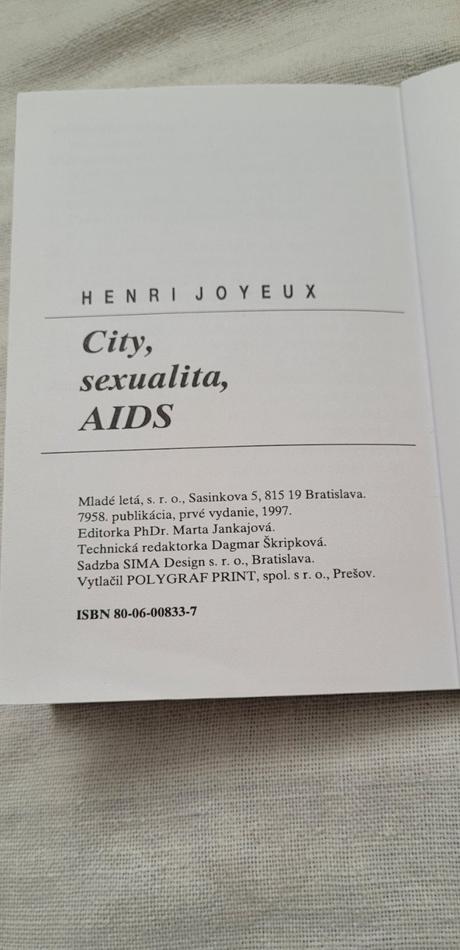 HENRI JOYEUX
City,
sexualita,
AIDS
Mladé letá, s. r. o., Sasinkova 5, 815 19 Bratislava.
7958. publikácia, prvé vydanie, 1997.
Editorka PhDr. Marta Jankajová.
Technická redaktorka Dagmar Škripková.
Sadzba SIMA Design s. r. o., Bratislava.
Vytlačil POLYGRAF PRINT, spol. s r. o., Prešov.
ISBN 80-06-00833-7